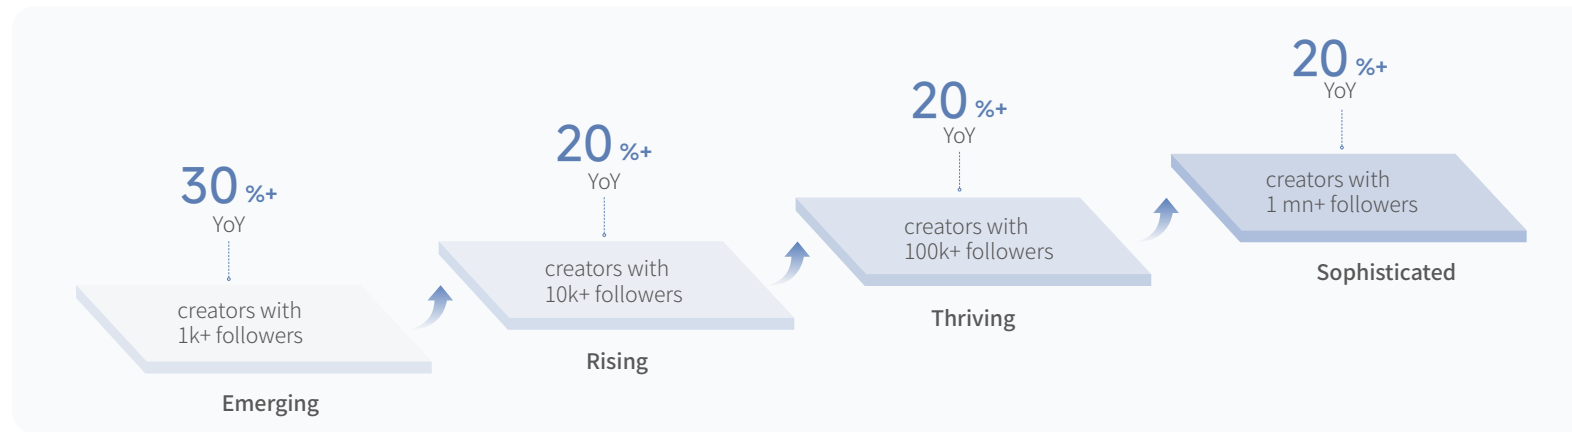 30 %+
YoY
creators with
1k+ followers
Emerging
20 %+
YoY
creators with
10k+ followers
Rising
20 %+
YoY
creators with
100k+ followers
Thriving
20 %+
YoY
creators with
1 mn+ followers
Sophisticated